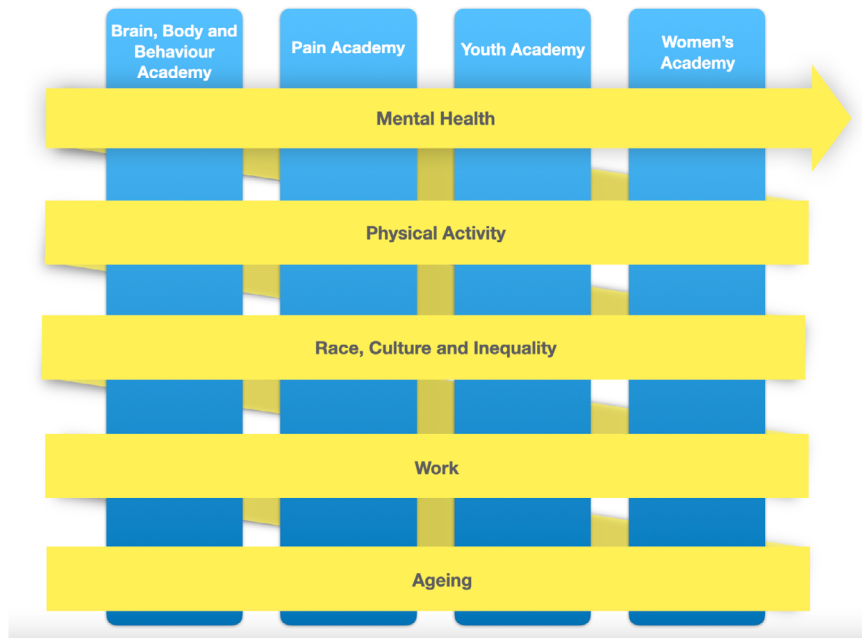 Brain, Body and
Behaviour
Academy
Pain Academy
Youth Academy
Women's
Academy
Mental Health
Physical Activity
Race, Culture and Inequality
Work
Ageing